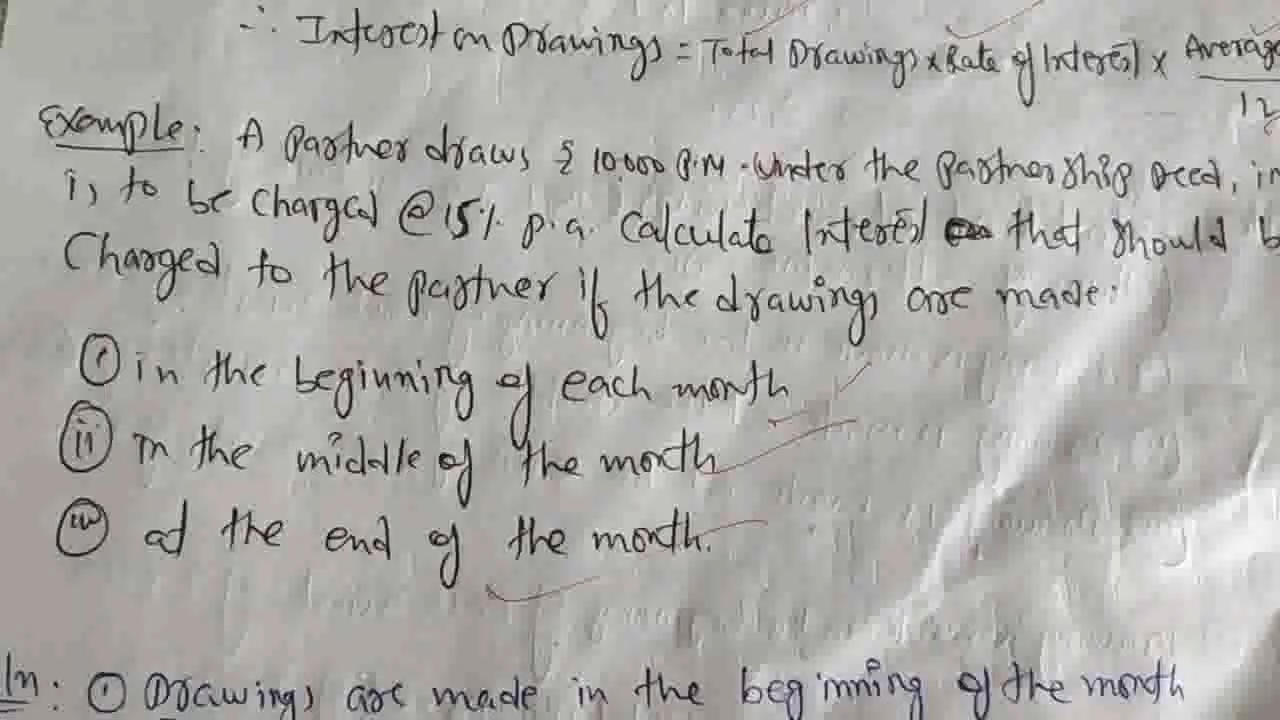 ∴ Interest on Drawings = Total Drawings x Rate of Interest x Average
12
Example: A Partner draws ₹ 10,000 P.M. Under the Partnership Deed, in
is to be charged @ 15% p.a. Calculate Interest that should b
Charged to the partner if the drawings are made:
(i) in the beginning of each month
(ii) in the middle of the month
(iii) at the end of the month.
ln: (i) Drawings are made in the beginning of the month